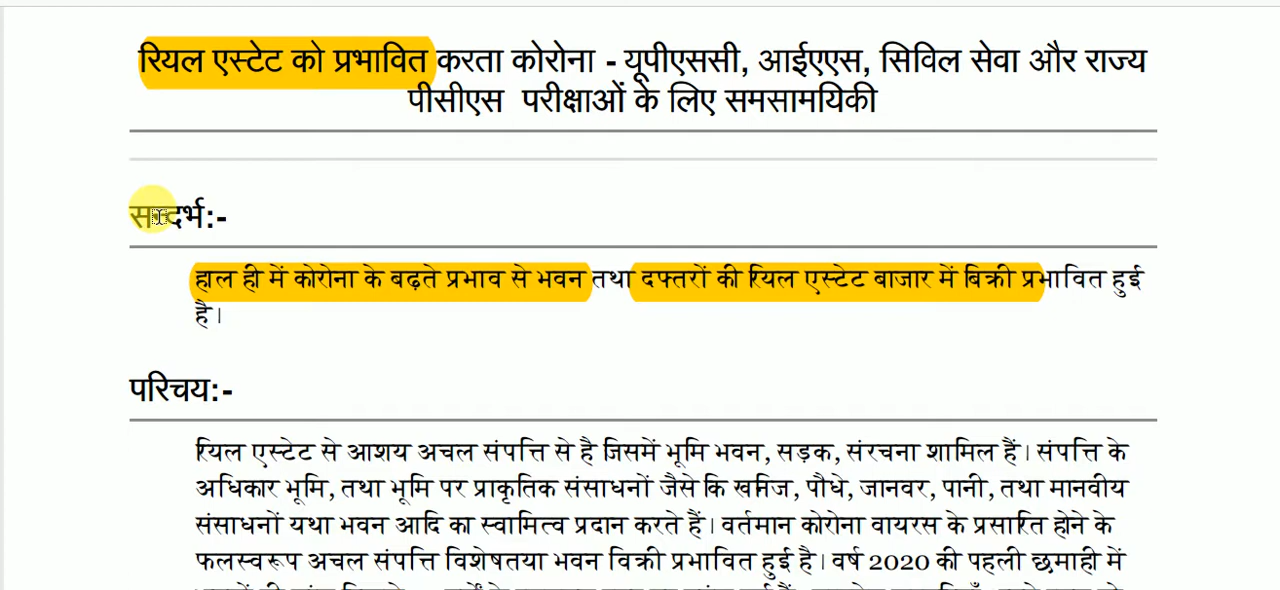 रियल एस्टेट को प्रभावित करता कोरोना - यूपीएससी, आईएएस, सिविल सेवा और राज्य
पीसीएस परीक्षाओं के लिए समसामयिकी
सन्दर्भ:-
हाल ही में कोरोना के बढ़ते प्रभाव से भवन तथा दफ्तरों की रियल एस्टेट बाजार में बिक्री प्रभावित हुई
है।
परिचय:-
रियल एस्टेट से आशय अचल संपत्ति से है जिसमें भूमि भवन, सड़क, संरचना शामिल हैं। संपत्ति के
अधिकार भूमि, तथा भूमि पर प्राकृतिक संसाधनों जैसे कि खनिज, पौधे, जानवर, पानी, तथा मानवीय
संसाधनों यथा भवन आदि का स्वामित्व प्रदान करते हैं। वर्तमान कोरोना वायरस के प्रसारित होने के
फलस्वरूप अचल संपत्ति विशेषतया भवन विक्री प्रभावित हुई है। वर्ष 2020 की पहली छमाही में